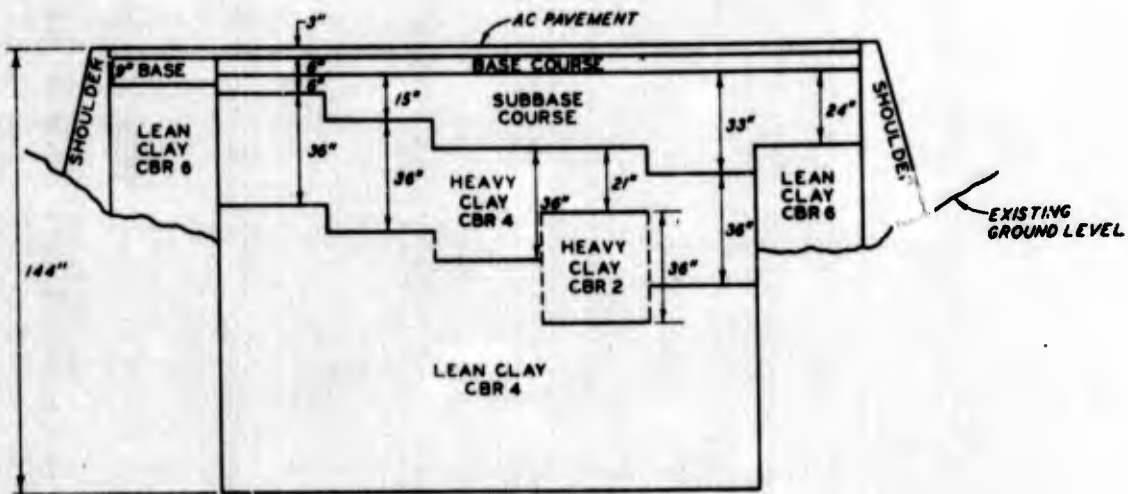 3"
AC PAVEMENT
SHOULDER
9" BASE
6"
BASE COURSE
6"
15"
SUBBASE
COURSE
33"
24"
SHOULDER
LEAN
CLAY
CBR 6
36"
36"
HEAVY
CLAY
CBR 4
36"
21"
LEAN
CLAY
CBR 6
36"
EXISTING
GROUND LEVEL
144"
HEAVY
CLAY
CBR 2
36"
LEAN CLAY
CBR 4